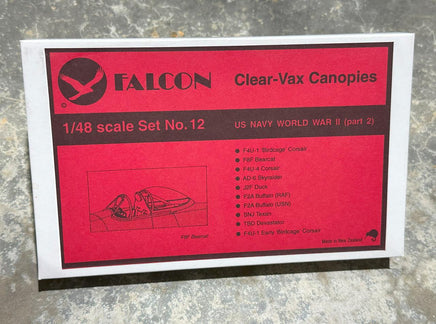 FALCON
Clear-Vax Canopies
©
1/48 scale Set No. 12
US NAVY WORLD WAR II (part 2)
F4U-1 Birdcage Corsair
F8F Bearcat
F4U-4 Corsair
AD-6 Skyraider
J2F Duck
F2A Buffalo (RAF)
F2A Buffalo (USN)
SNJ Texan
TBD Devastator
F4U-1 Early Birdcage Corsair
F8F Bearcat
Made in New Zealand